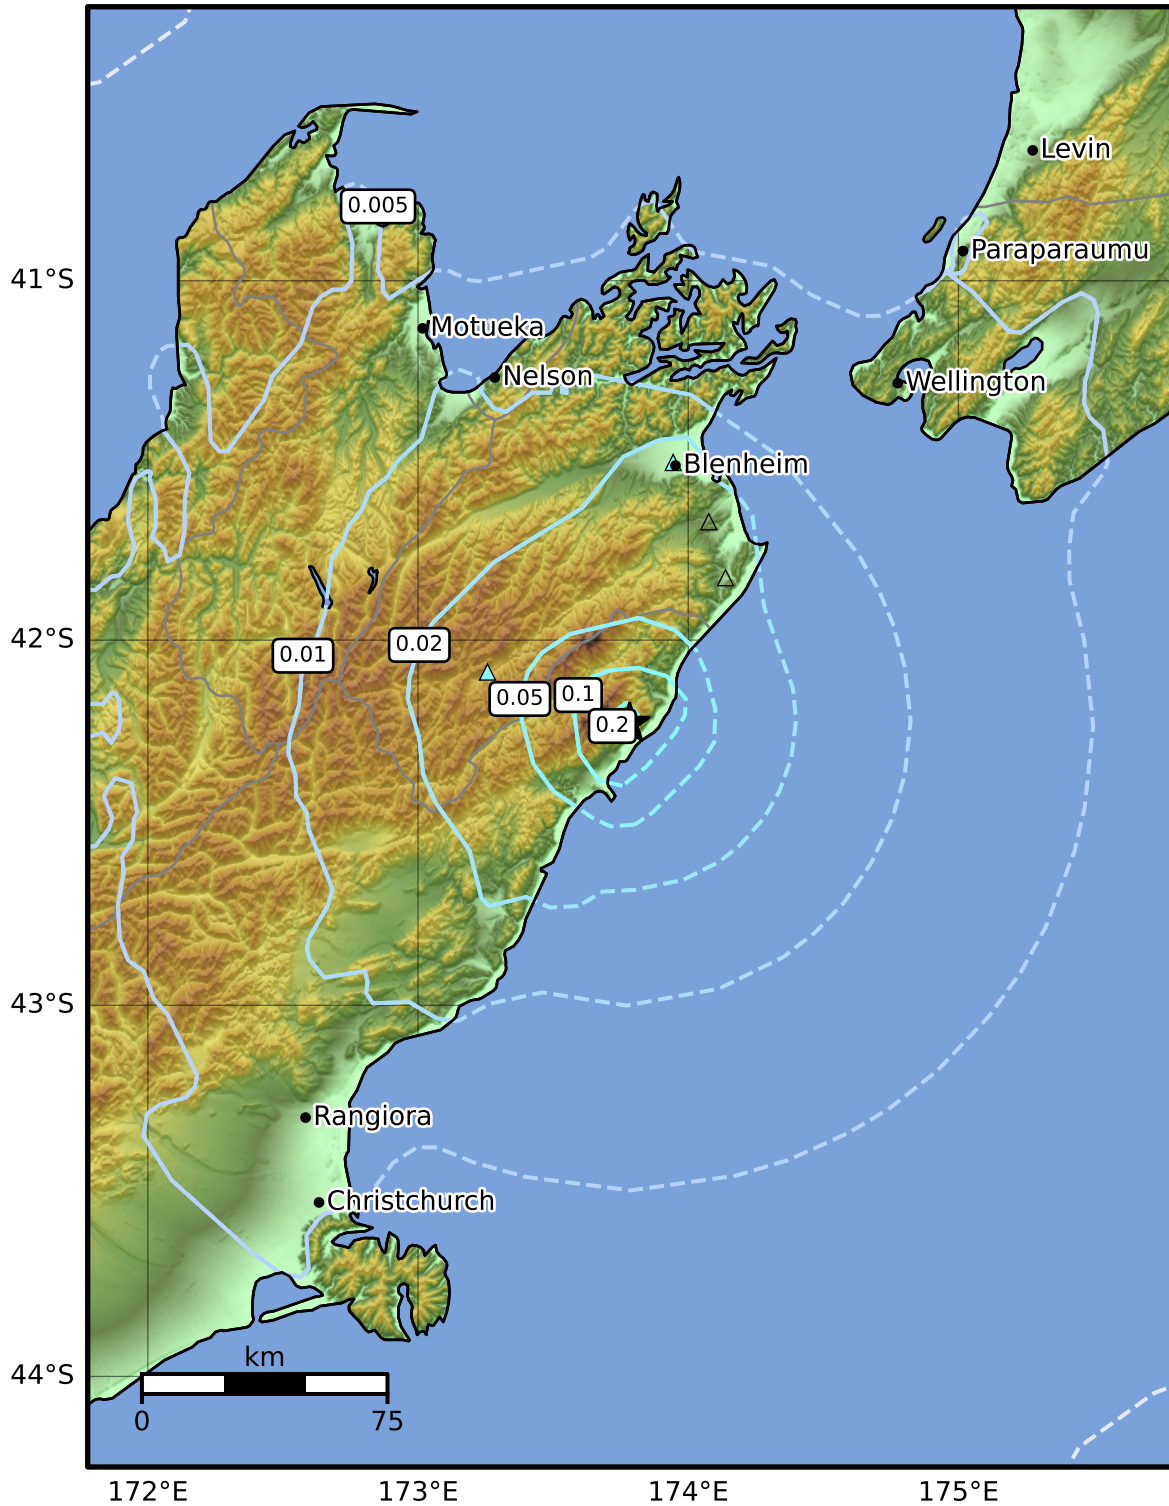 Levin
0.005
Paraparaumu
41°S
Motueka
Nelson
Wellington
Blenheim
42°S
0.01
0.02
0.05
0.1
0.2
43°S
Rangiora
Christchurch
km
44°S
0
75
172°E
173°E
174°E
175°E